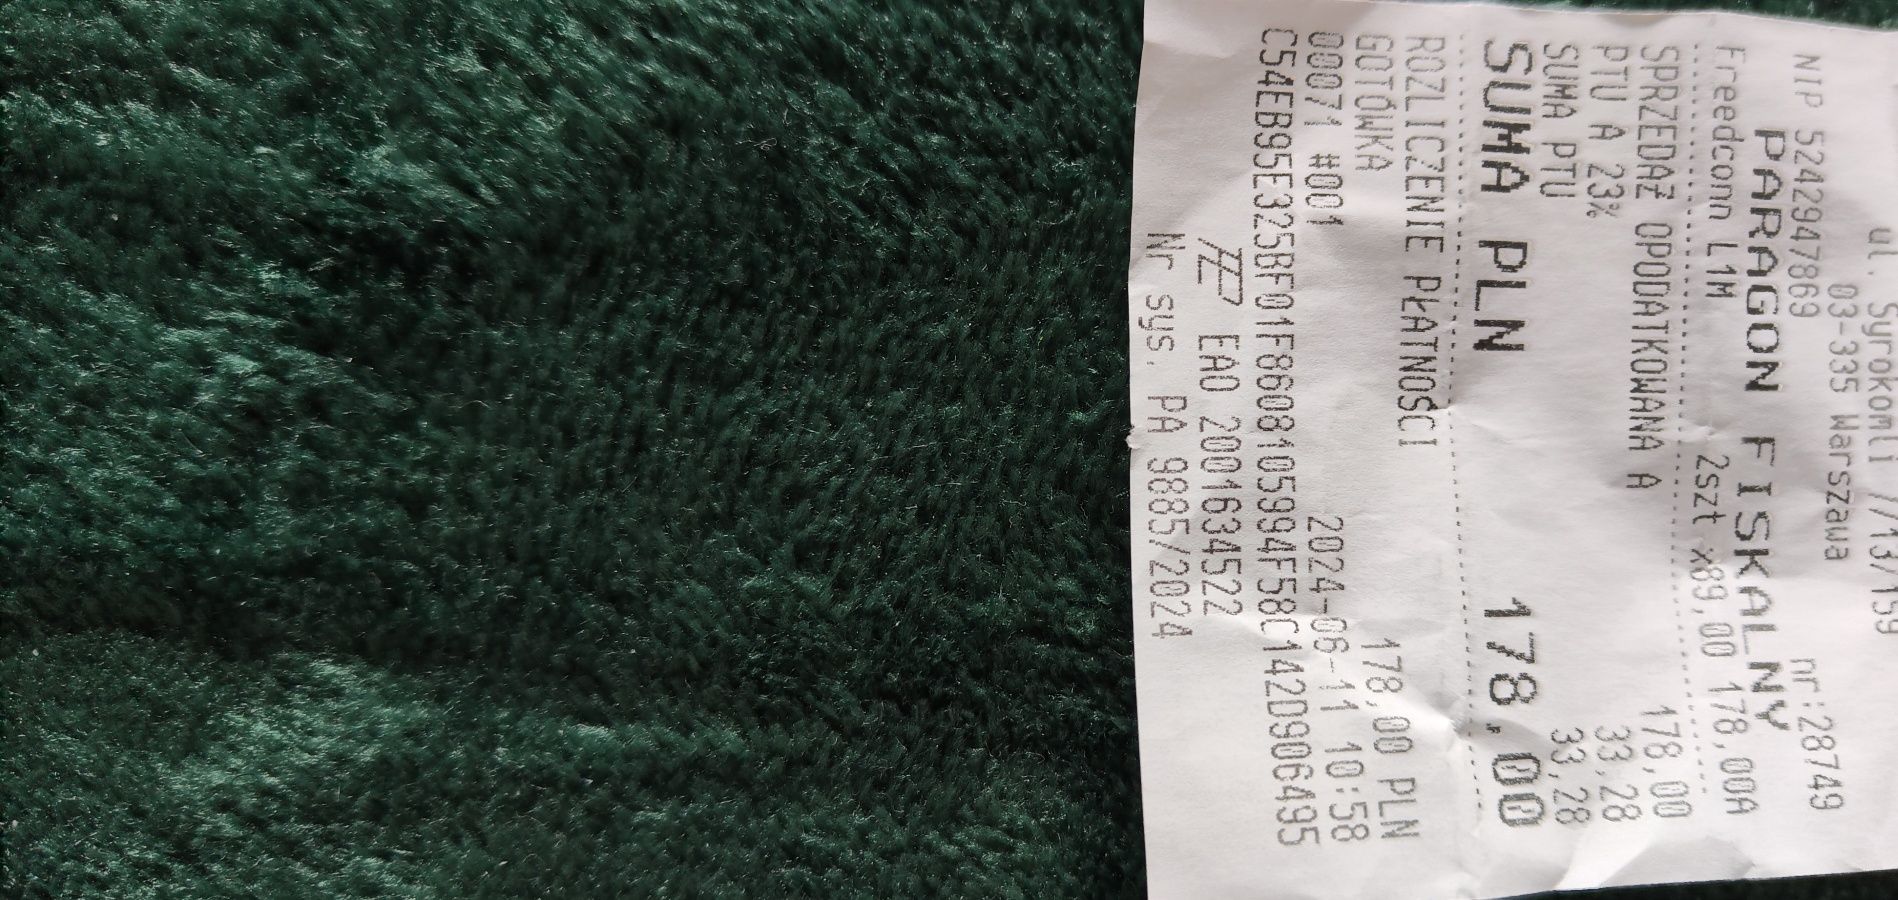 ul. Syrokomli 7/137159
03-335 Warszawa
NIP 5242947869 nr:28749
PARAGON FISKALNY
Freedconn L1M 2szt x89,00 178,00A
SPRZEDAŻ OPODATKOWANA A 178,00
PTU A 23% 33,28
SUMA PTU 33,28
SUMA PLN 178,00
ROZLICZENIE PŁATNOŚCI
GOTÓWKA 178,00 PLN
00071 #001 2024-06-11 10:58
C54EB95E325BF01F8608105994F58C142D906495
EAO 2001634522
Nr sys. PA 9885/2024